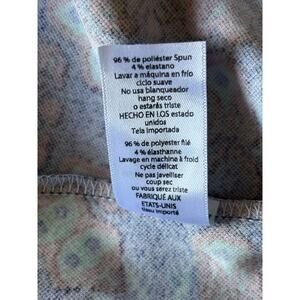 96 % de poliéster Spun
4 % elastano
Lavar a máquina en frío
ciclo suave
No usa blanqueador
hang seco
o estarás triste
HECHO EN LOS estado
unidos
Tela importada
96 % de polyester filé
4 % élasthanne
Lavage en machine à froid
cycle délicat
Ne pas javelliser
coup sec
ou vous serez triste
FABRIQUÉ AUX
ETATS-UNIS
tissu importé